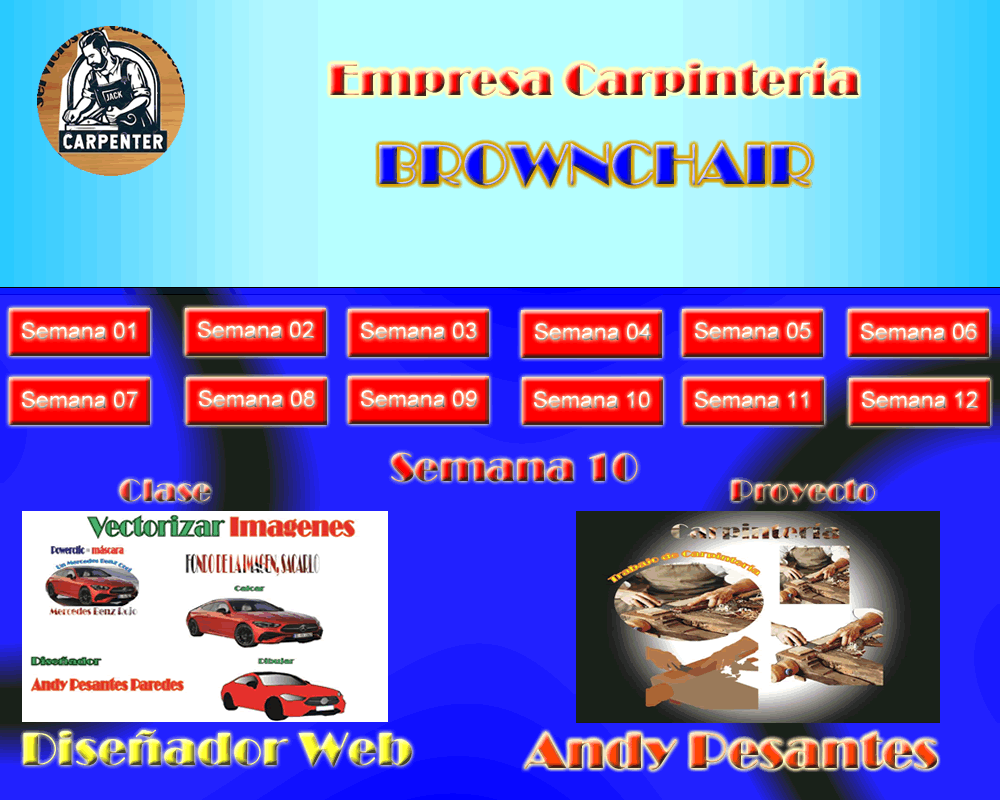 Servicios de Carpintería
JACK
CARPENTER
Empresa Carpintería
BROWNCHAIR
Semana 01
Semana 02
Semana 03
Semana 04
Semana 05
Semana 06
Semana 07
Semana 08
Semana 09
Semana 10
Semana 11
Semana 12
Semana 10
Clase
Proyecto
Vectorizar Imagenes
Powerclic = máscara
Un Mercedes Benz Cool
Mercedes Benz Rojo
FONDO DE LA IMAGEN, SACARLO
Calcar
Diseñador
Andy Pesantes Paredes
Dibujar
Carpintería
Trabajo de Carpintería
Diseñador Web
Andy Pesantes